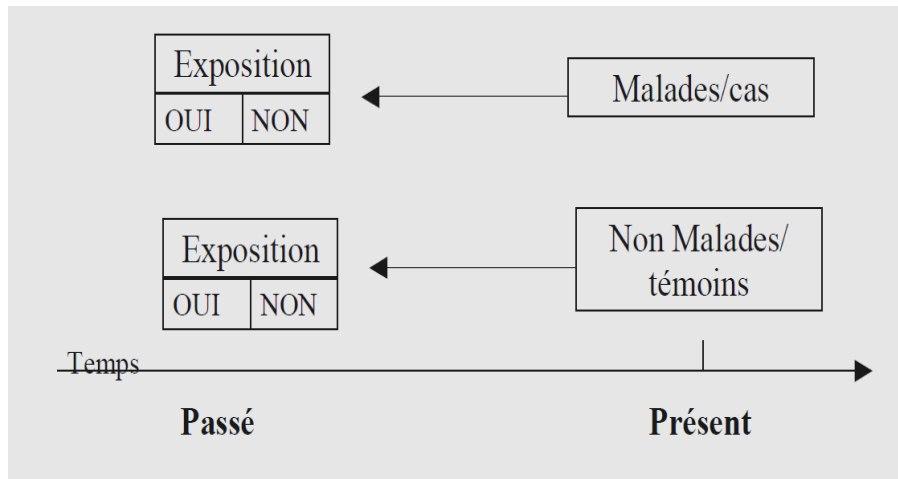 Exposition
OUI NON
Malades/cas
Exposition
OUI NON
Non Malades/
témoins
Temps
Passé
Présent